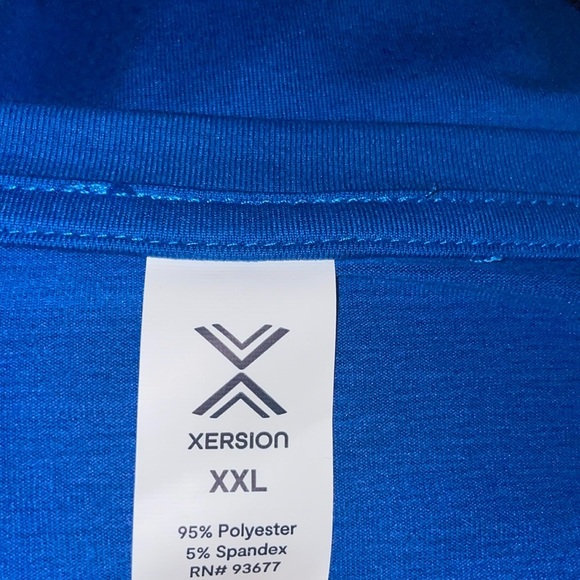 XERSION
XXL
95% Polyester
5% Spandex
RN# 93677